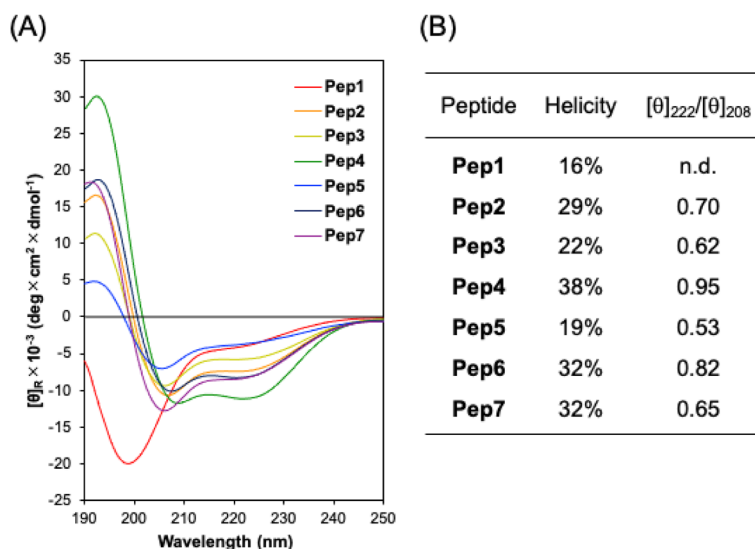 (A)
[θ]R × 10-3 (deg × cm2 × dmol-1)
35
30
25
20
15
10
5
0
-5
-10
-15
-20
-25
190 200 210 220 230 240 250
Wavelength (nm)
Pep1
Pep2
Pep3
Pep4
Pep5
Pep6
Pep7
(B)
Peptide Helicity [θ]222/[θ]208
Pep1 16% n.d.
Pep2 29% 0.70
Pep3 22% 0.62
Pep4 38% 0.95
Pep5 19% 0.53
Pep6 32% 0.82
Pep7 32% 0.65